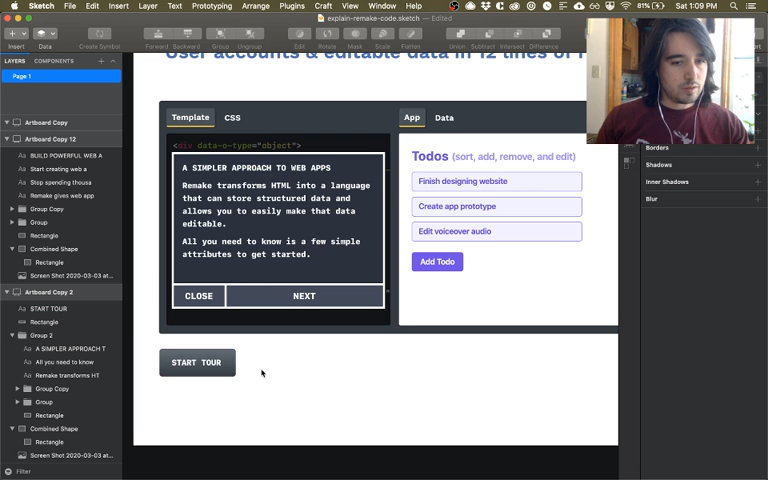 Sketch File Edit Insert Layer Text Prototyping Arrange Plugins Craft View Window Help
81% Sat 1:09 PM
explain-remake-code.sketch — Edited
Insert Data Create Symbol Forward Backward Group Ungroup Edit Rotate Mask Scale Flatten Union Subtract Intersect Difference
LAYERS COMPONENTS
Page 1
Artboard Copy
Artboard Copy 12
BUILD POWERFUL WEB A
Start creating web a
Stop spending thousa
Remake gives web app
Group Copy
Group
Rectangle
Combined Shape
Rectangle
Screen Shot 2020-03-03 at...
Artboard Copy 2
START TOUR
Rectangle
Group 2
A SIMPLER APPROACH T
All you need to know
Remake transforms HT
Group Copy
Group
Rectangle
Combined Shape
Rectangle
Screen Shot 2020-03-03 at...
Filter
User accounts & editable data in 12 lines of
Template CSS
<div data-o-type="object">
A SIMPLER APPROACH TO WEB APPS
Remake transforms HTML into a language
that can store structured data and
allows you to easily make that data
editable.
All you need to know is a few simple
attributes to get started.
CLOSE NEXT
START TOUR
App Data
Todos (sort, add, remove, and edit)
Finish designing website
Create app prototype
Edit voiceover audio
Add Todo
Borders
Shadows
Inner Shadows
Blur